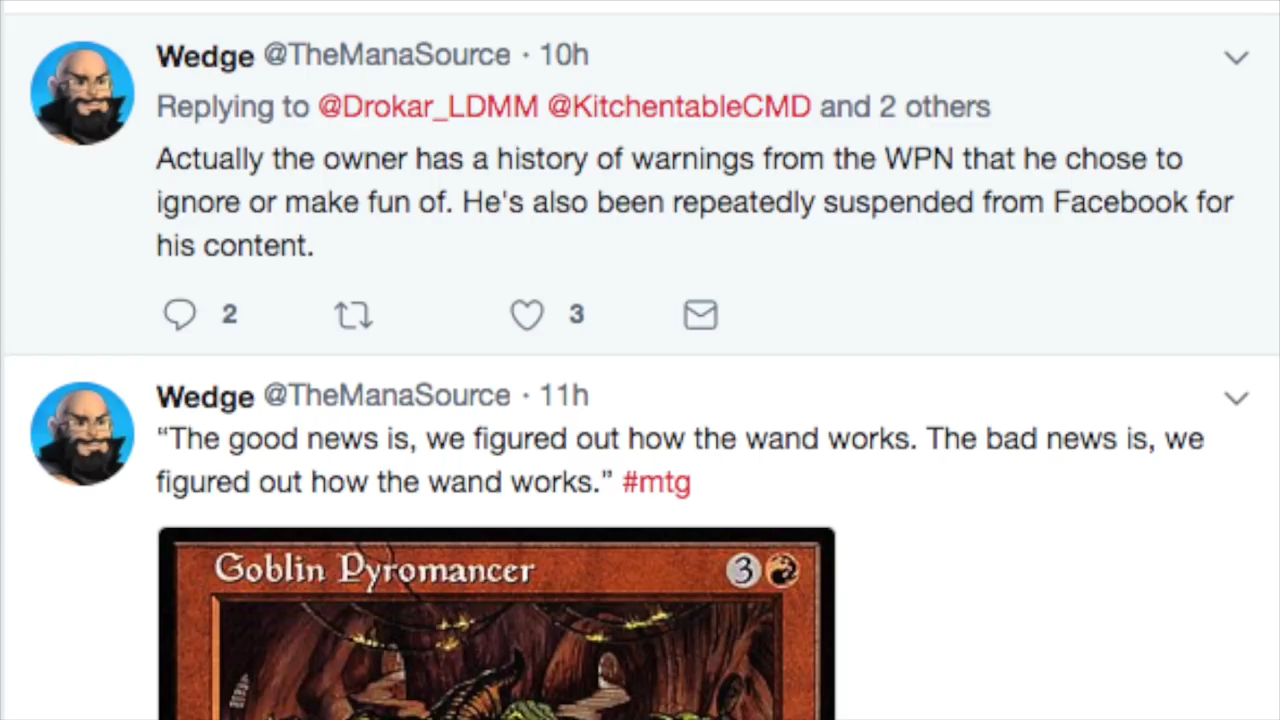 Wedge @TheManaSource · 10h
Replying to @Drokar_LDMM @KitchentableCMD and 2 others
Actually the owner has a history of warnings from the WPN that he chose to
ignore or make fun of. He's also been repeatedly suspended from Facebook for
his content.
2 3
Wedge @TheManaSource · 11h
“The good news is, we figured out how the wand works. The bad news is, we
figured out how the wand works.” #mtg
Goblin Pyromancer 3